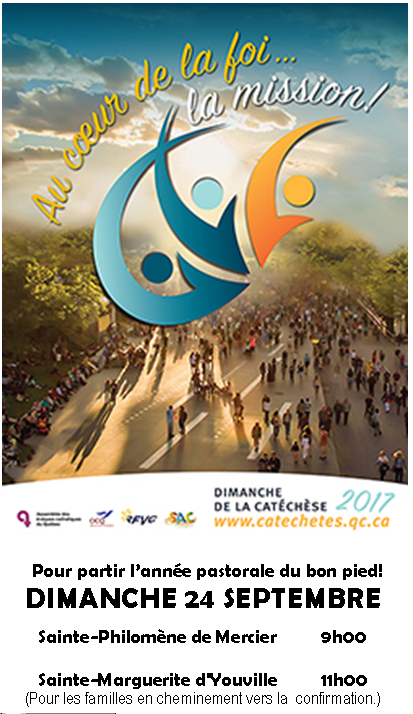 Au cœur de la foi...
la mission!
Assemblée des
évêques catholiques
du Québec
RFVC
SAC
DIMANCHE
DE LA CATÉCHÈSE 2017
www.catechetes.qc.ca
Pour partir l'année pastorale du bon pied!
DIMANCHE 24 SEPTEMBRE
Sainte-Philomène de Mercier 9h00
Sainte-Marguerite d'Youville 11h00
(Pour les familles en cheminement vers la confirmation.)